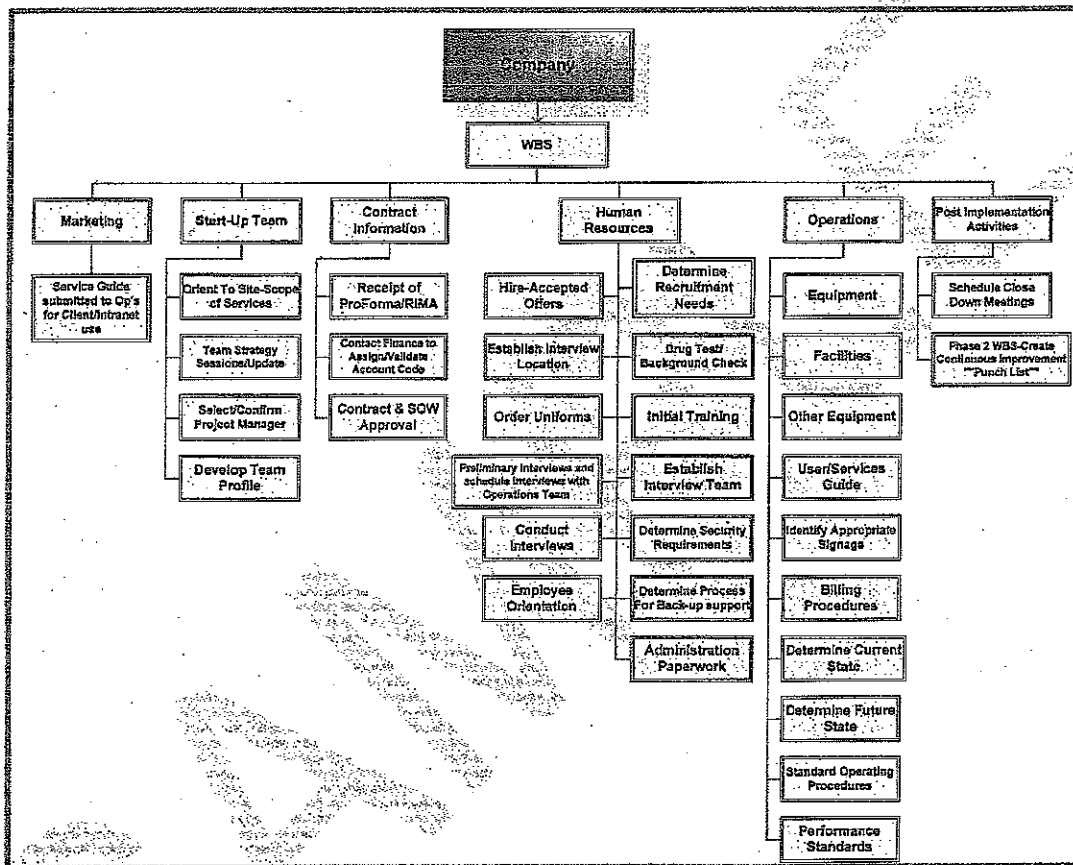 Company
WBS
Marketing
Start-Up Team
Contract
Information
Human
Resources
Operations
Post Implementation
Activities
Service Guide
submitted to Op's
for Client/Intranet
use
Orient To Site-Scope
of Services
Team Strategy
Sessions/Update
Select/Confirm
Project Manager
Develop Team
Profile
Receipt of
ProForma/RIMA
Contact Finance to
Assign/Validate
Account Code
Contract & SOW
Approval
Hire-Accepted
Offers
Establish Interview
Location
Order Uniforms
Preliminary Interviews and
schedule Interviews with
Operations Team
Conduct
Interviews
Employee
Orientation
Determine
Recruitment
Needs
Drug Test/
Background Check
Initial Training
Establish
Interview Team
Determine Security
Requirements
Determine Process
For Back-up support
Administration
Paperwork
Equipment
Facilities
Other Equipment
User/Services
Guide
Identify Appropriate
Signage
Billing
Procedures
Determine Current
State
Determine Future
State
Standard Operating
Procedures
Performance
Standards
Schedule Close
Down Meetings
Phase 2 WBS-Create
Continuous Improvement
""Punch List""